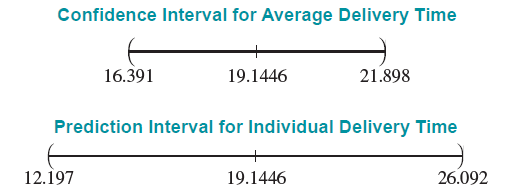 Confidence Interval for Average Delivery Time
16.391 19.1446 21.898
Prediction Interval for Individual Delivery Time
12.197 19.1446 26.092